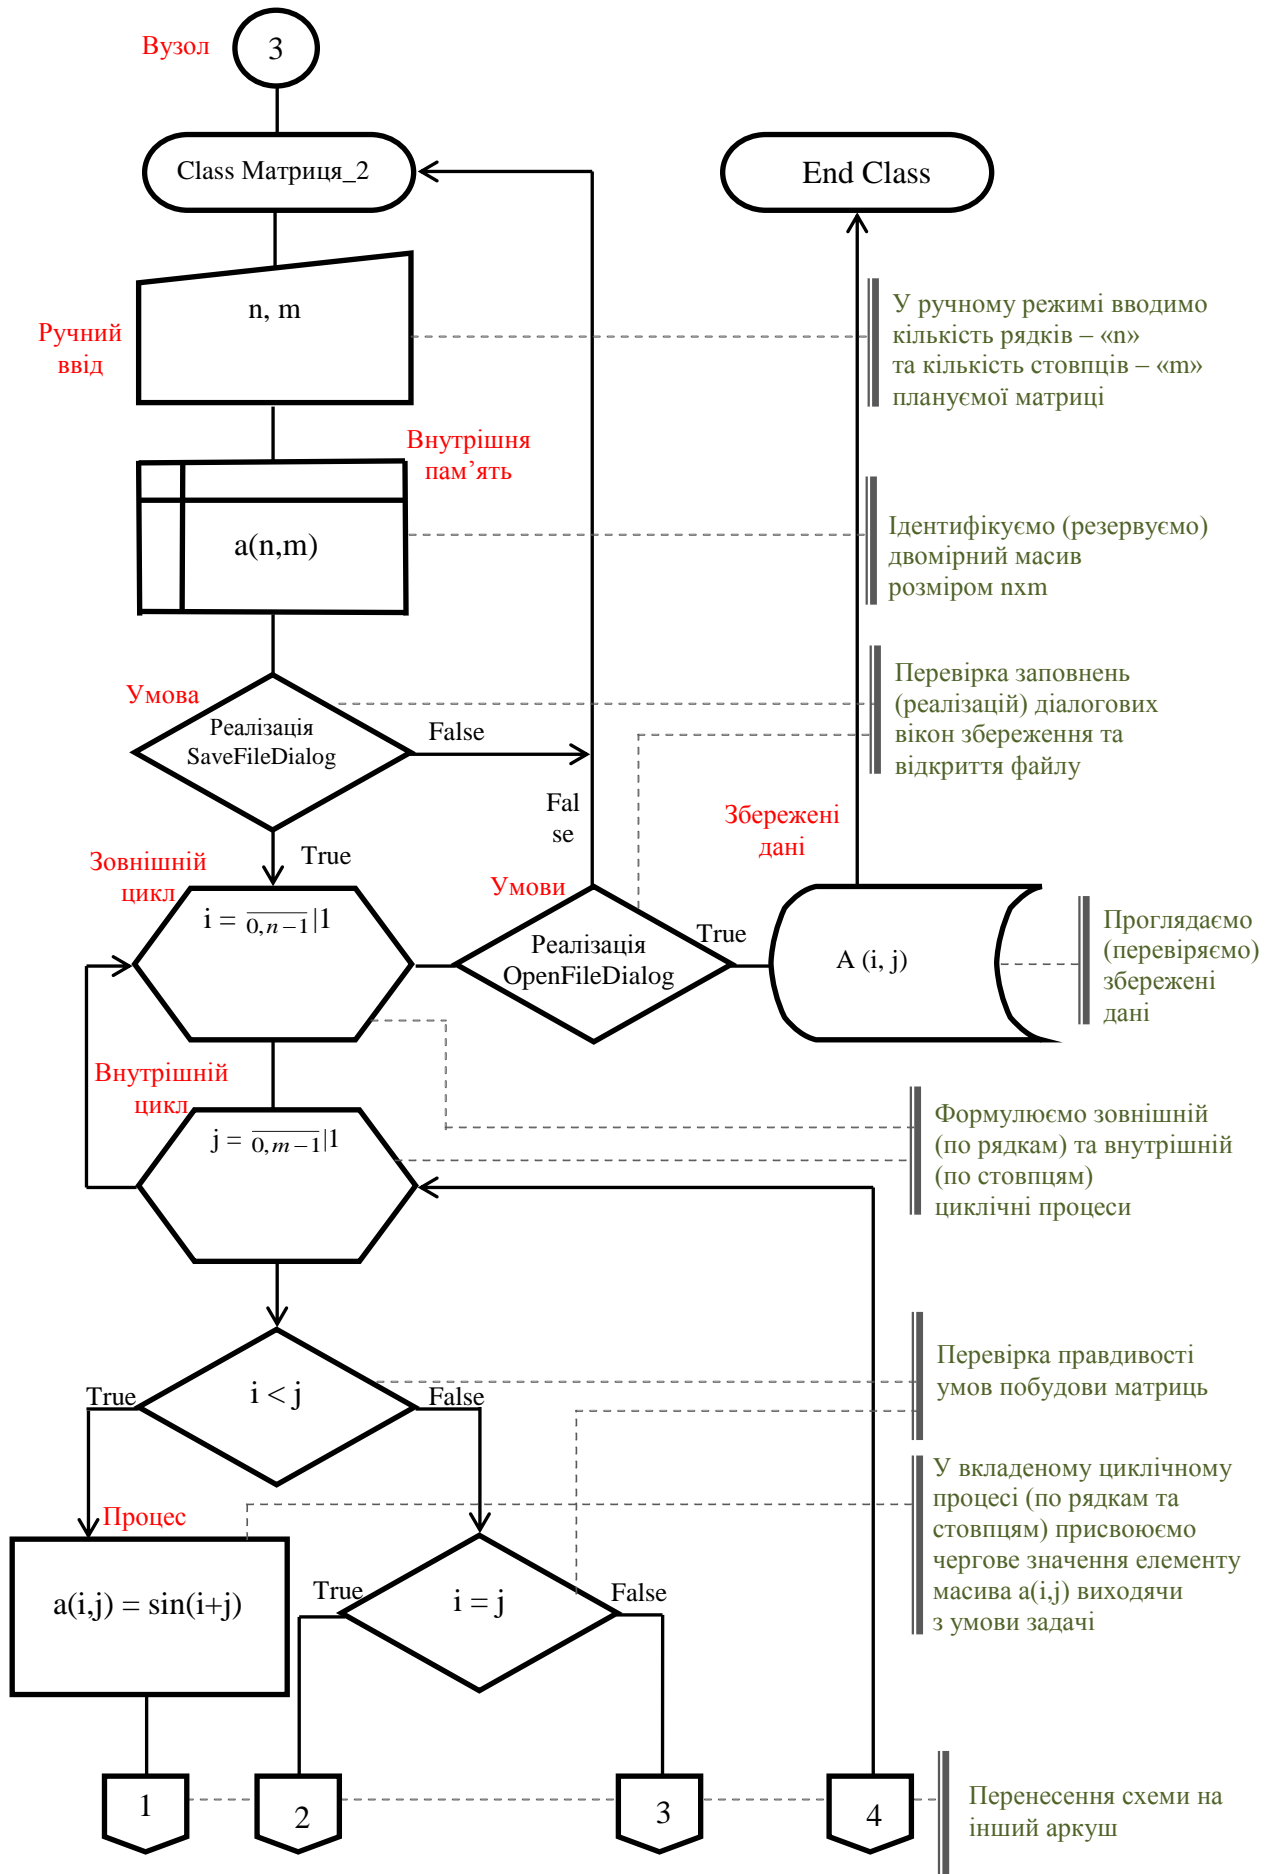 Вузол
3
Class Матриця_2
End Class
n, m
Ручний
ввід
У ручному режимі вводимо
кількість рядків – «n»
та кількість стовпців – «m»
плануємої матриці
Внутрішня
пам’ять
a(n,m)
Ідентифікуємо (резервуємо)
двомірний масив
розміром nxm
Умова
Реалізація
SaveFileDialog
False
Перевірка заповнень
(реалізацій) діалогових
вікон збереження та
відкриття файлу
Fal
se
Збережені
дані
True
Зовнішній
цикл
i = 0, n – 1 |1
Умови
Реалізація
OpenFileDialog
True
A (i, j)
Проглядаємо
(перевіряємо)
збережені
дані
Внутрішній
цикл
j = 0, m – 1 |1
Формулюємо зовнішній
(по рядкам) та внутрішній
(по стовпцям)
циклічні процеси
True
i < j
False
Перевірка правдивості
умов побудови матриць
Процес
a(i,j) = sin(i+j)
True
i = j
False
У вкладеному циклічному
процесі (по рядкам та
стовпцям) присвоюємо
чергове значення елементу
масива a(i,j) виходячи
з умови задачі
1
2
3
4
Перенесення схеми на
інший аркуш